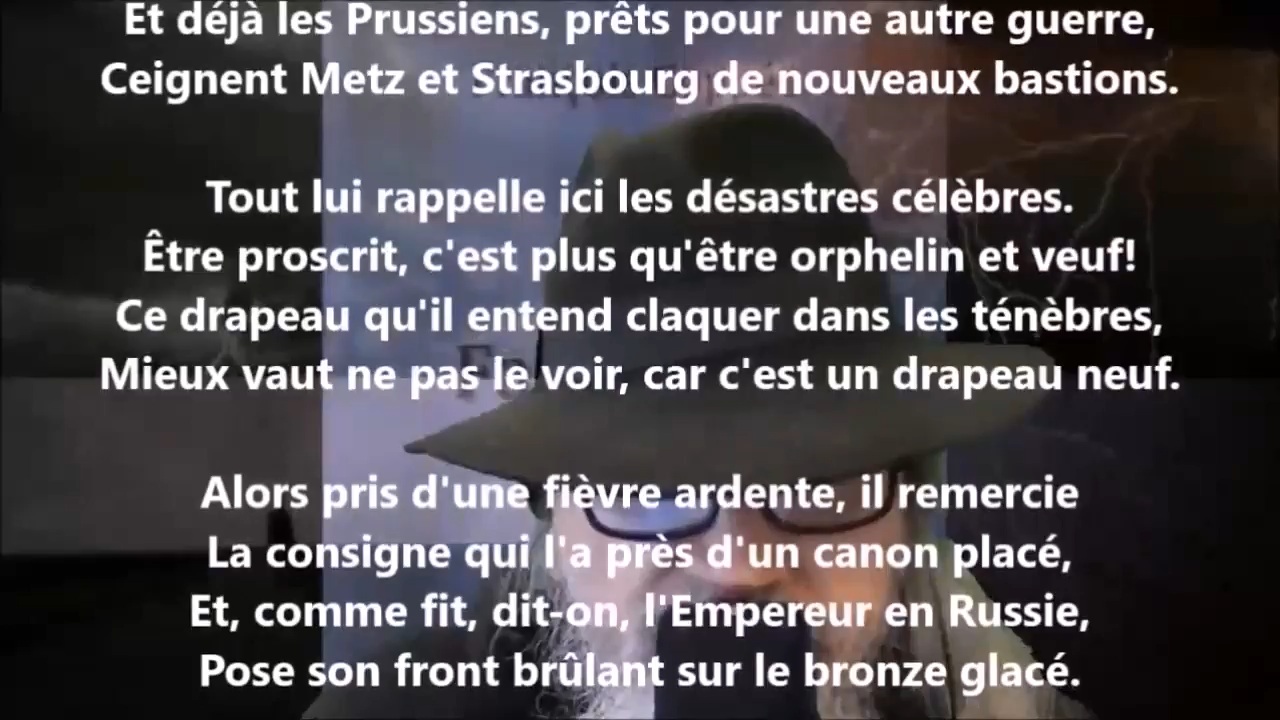 Et déjà les Prussiens, prêts pour une autre guerre,
Ceignent Metz et Strasbourg de nouveaux bastions.
Tout lui rappelle ici les désastres célèbres.
Être proscrit, c'est plus qu'être orphelin et veuf!
Ce drapeau qu'il entend claquer dans les ténèbres,
Mieux vaut ne pas le voir, car c'est un drapeau neuf.
Alors pris d'une fièvre ardente, il remercie
La consigne qui l'a près d'un canon placé,
Et, comme fit, dit-on, l'Empereur en Russie,
Pose son front brûlant sur le bronze glacé.